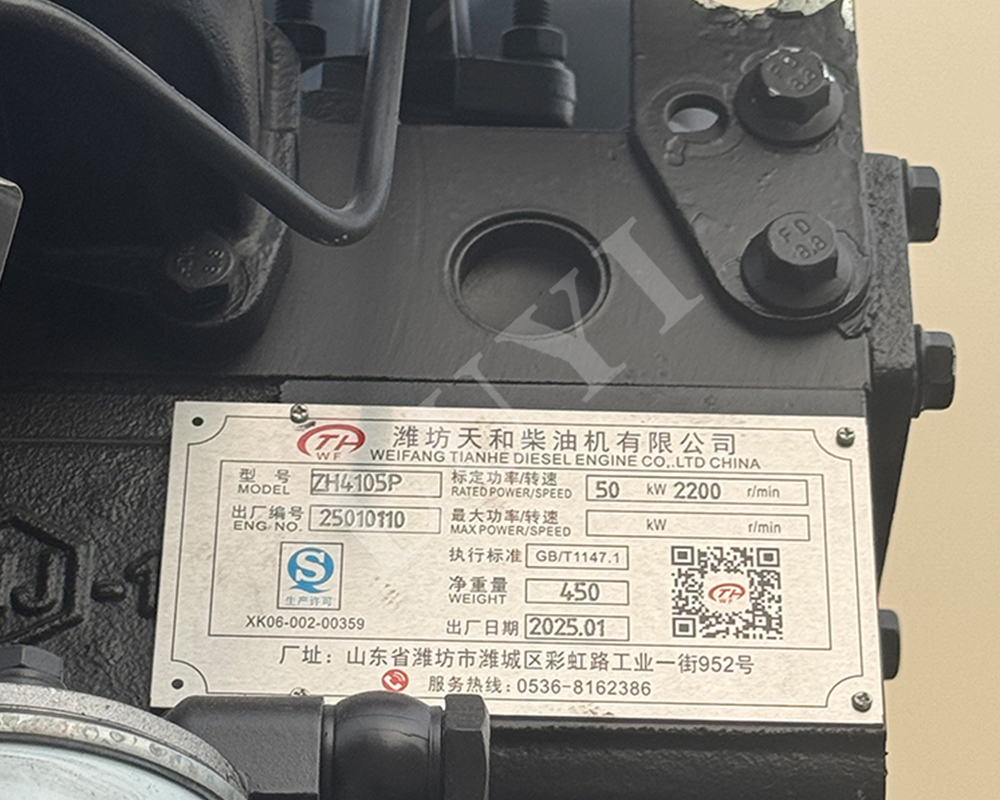 TH
WF
潍坊天和柴油机有限公司
WEIFANG TIANHE DIESEL ENGINE CO,.LTD CHINA
型 号
MODEL
ZH4105P
标定功率/转速
RATED POWER/SPEED
50 kW 2200 r/min
出厂编号
ENG NO.
25010110
最大功率/转速
MAX POWER/SPEED
kW r/min
执行标准 GB/T1147.1
净重量
WEIGHT
450
出厂日期 2025.01
S
生产许可
XK06-002-00359
TH
WF
厂址：山东省潍坊市潍城区彩虹路工业一街952号
服务热线：0536-8162386
FD
8.8
8.8